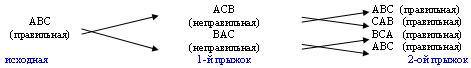 ABC
(правильная)
исходная
ACB
(неправильная)
BAC
(неправильная)
1-й прыжок
ABC (правильная)
CAB (правильная)
BCA (правильная)
ABC (правильная)
2-ой прыжок